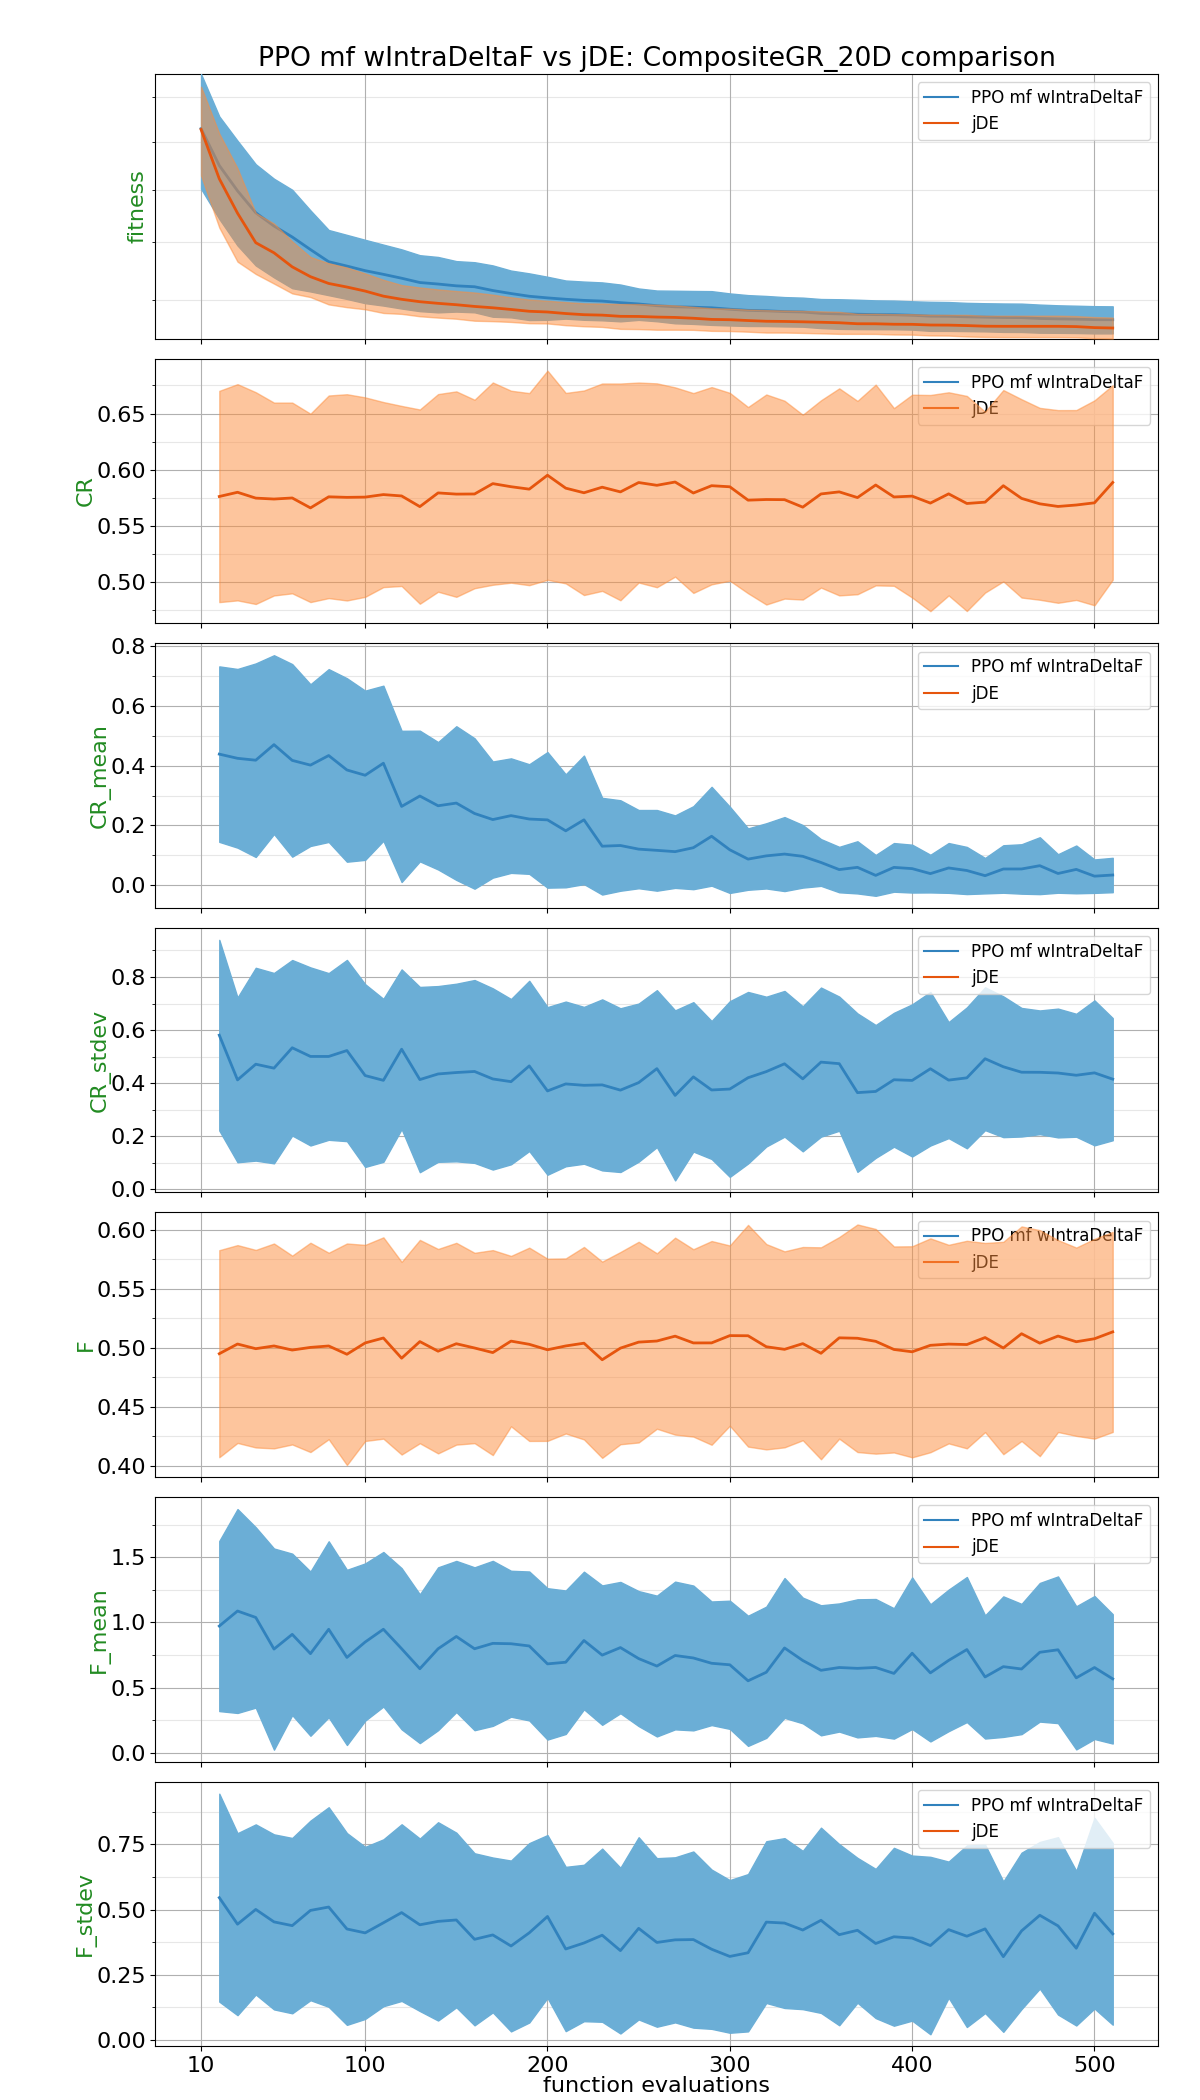 PPO mf wIntraDeltaF vs jDE: CompositeGR_20D comparison
fitness
PPO mf wIntraDeltaF
jDE
CR
0.65
0.60
0.55
0.50
PPO mf wIntraDeltaF
jDE
CR_mean
0.8
0.6
0.4
0.2
0.0
PPO mf wIntraDeltaF
jDE
CR_stdev
0.8
0.6
0.4
0.2
0.0
PPO mf wIntraDeltaF
jDE
F
0.60
0.55
0.50
0.45
0.40
PPO mf wIntraDeltaF
jDE
F_mean
1.5
1.0
0.5
0.0
PPO mf wIntraDeltaF
jDE
F_stdev
0.75
0.50
0.25
0.00
PPO mf wIntraDeltaF
jDE
10 100 200 300 400 500
function evaluations